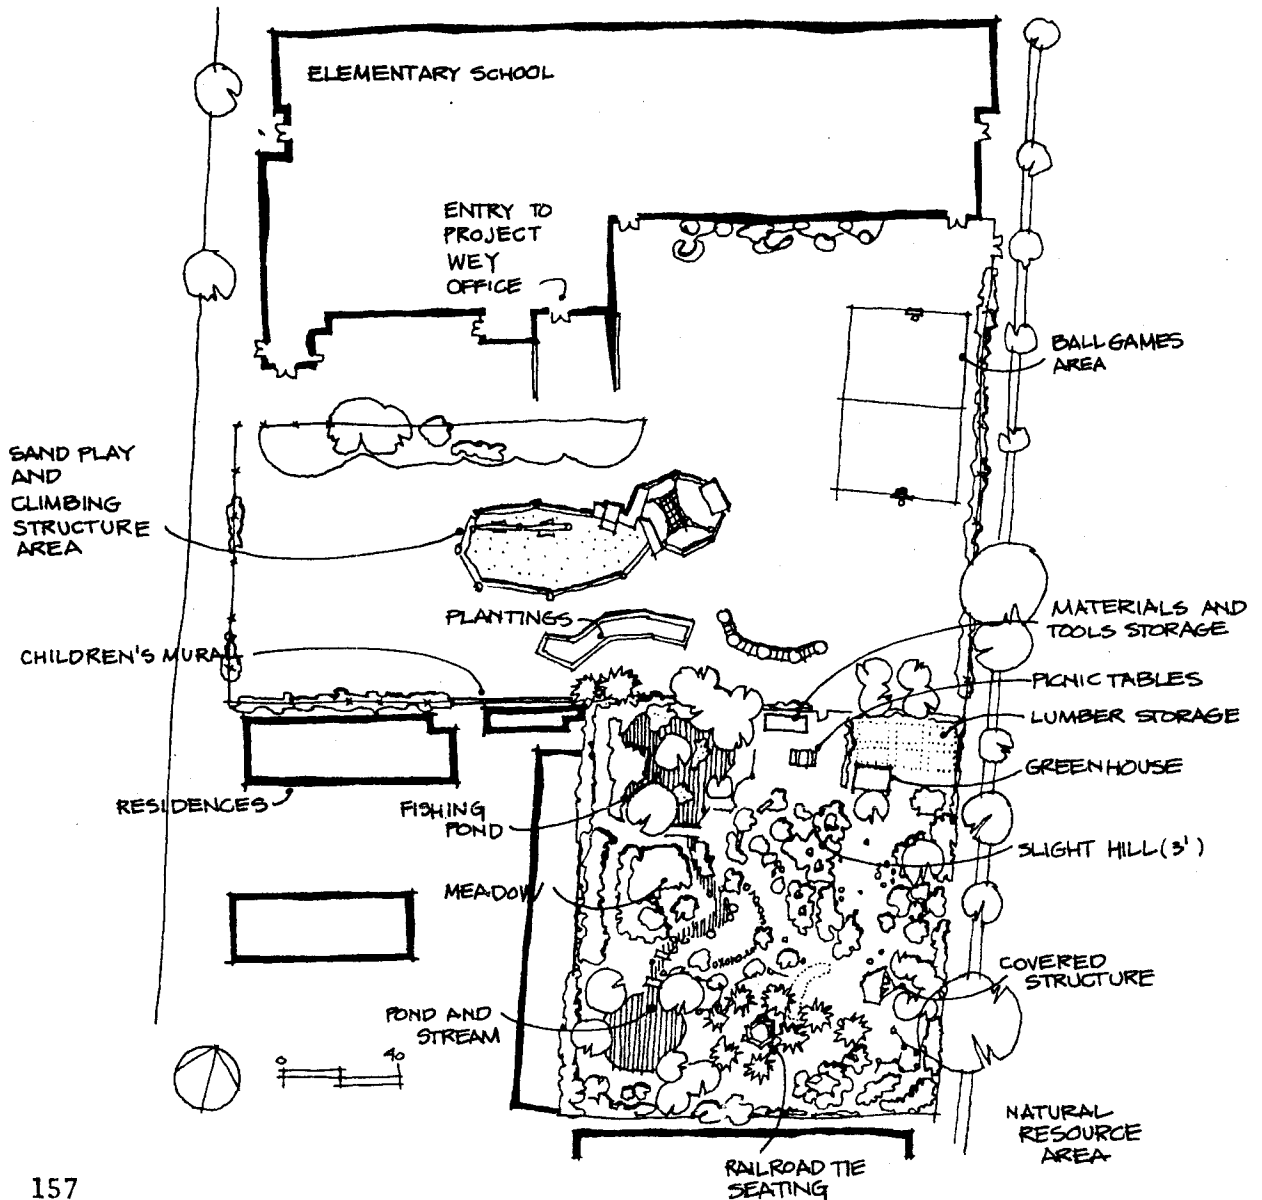 ELEMENTARY SCHOOL
ENTRY TO
PROJECT
WEY
OFFICE
BALL GAMES
AREA
SAND PLAY
AND
CLIMBING
STRUCTURE
AREA
PLANTINGS
MATERIALS AND
TOOLS STORAGE
CHILDREN'S MURAL
PICNIC TABLES
LUMBER STORAGE
GREENHOUSE
RESIDENCES
FISHING
POND
SLIGHT HILL (3')
MEADOW
COVERED
STRUCTURE
POND AND
STREAM
0
40
NATURAL
RESOURCE
AREA
RAILROAD TIE
SEATING
157